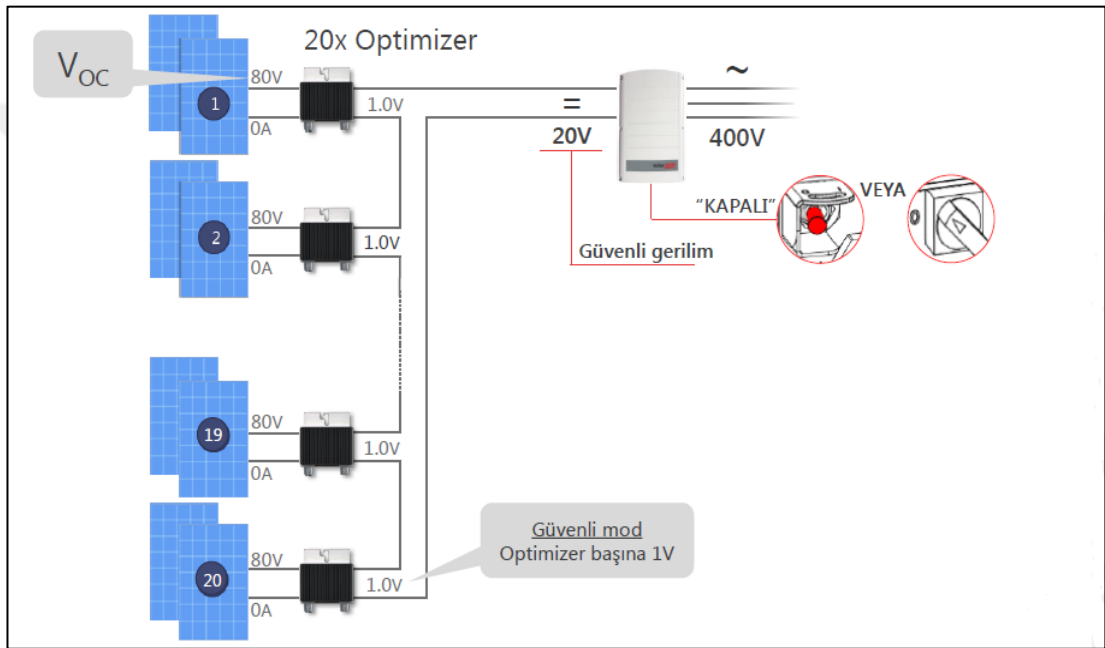 20x Optimizer
V_OC
80V
1
1.0V
0A
=
20V
~
400V
"KAPALI"
VEYA
Güvenli gerilim
80V
2
1.0V
0A
80V
19
1.0V
0A
Güvenli mod
Optimizer başına 1V
80V
20
1.0V
0A